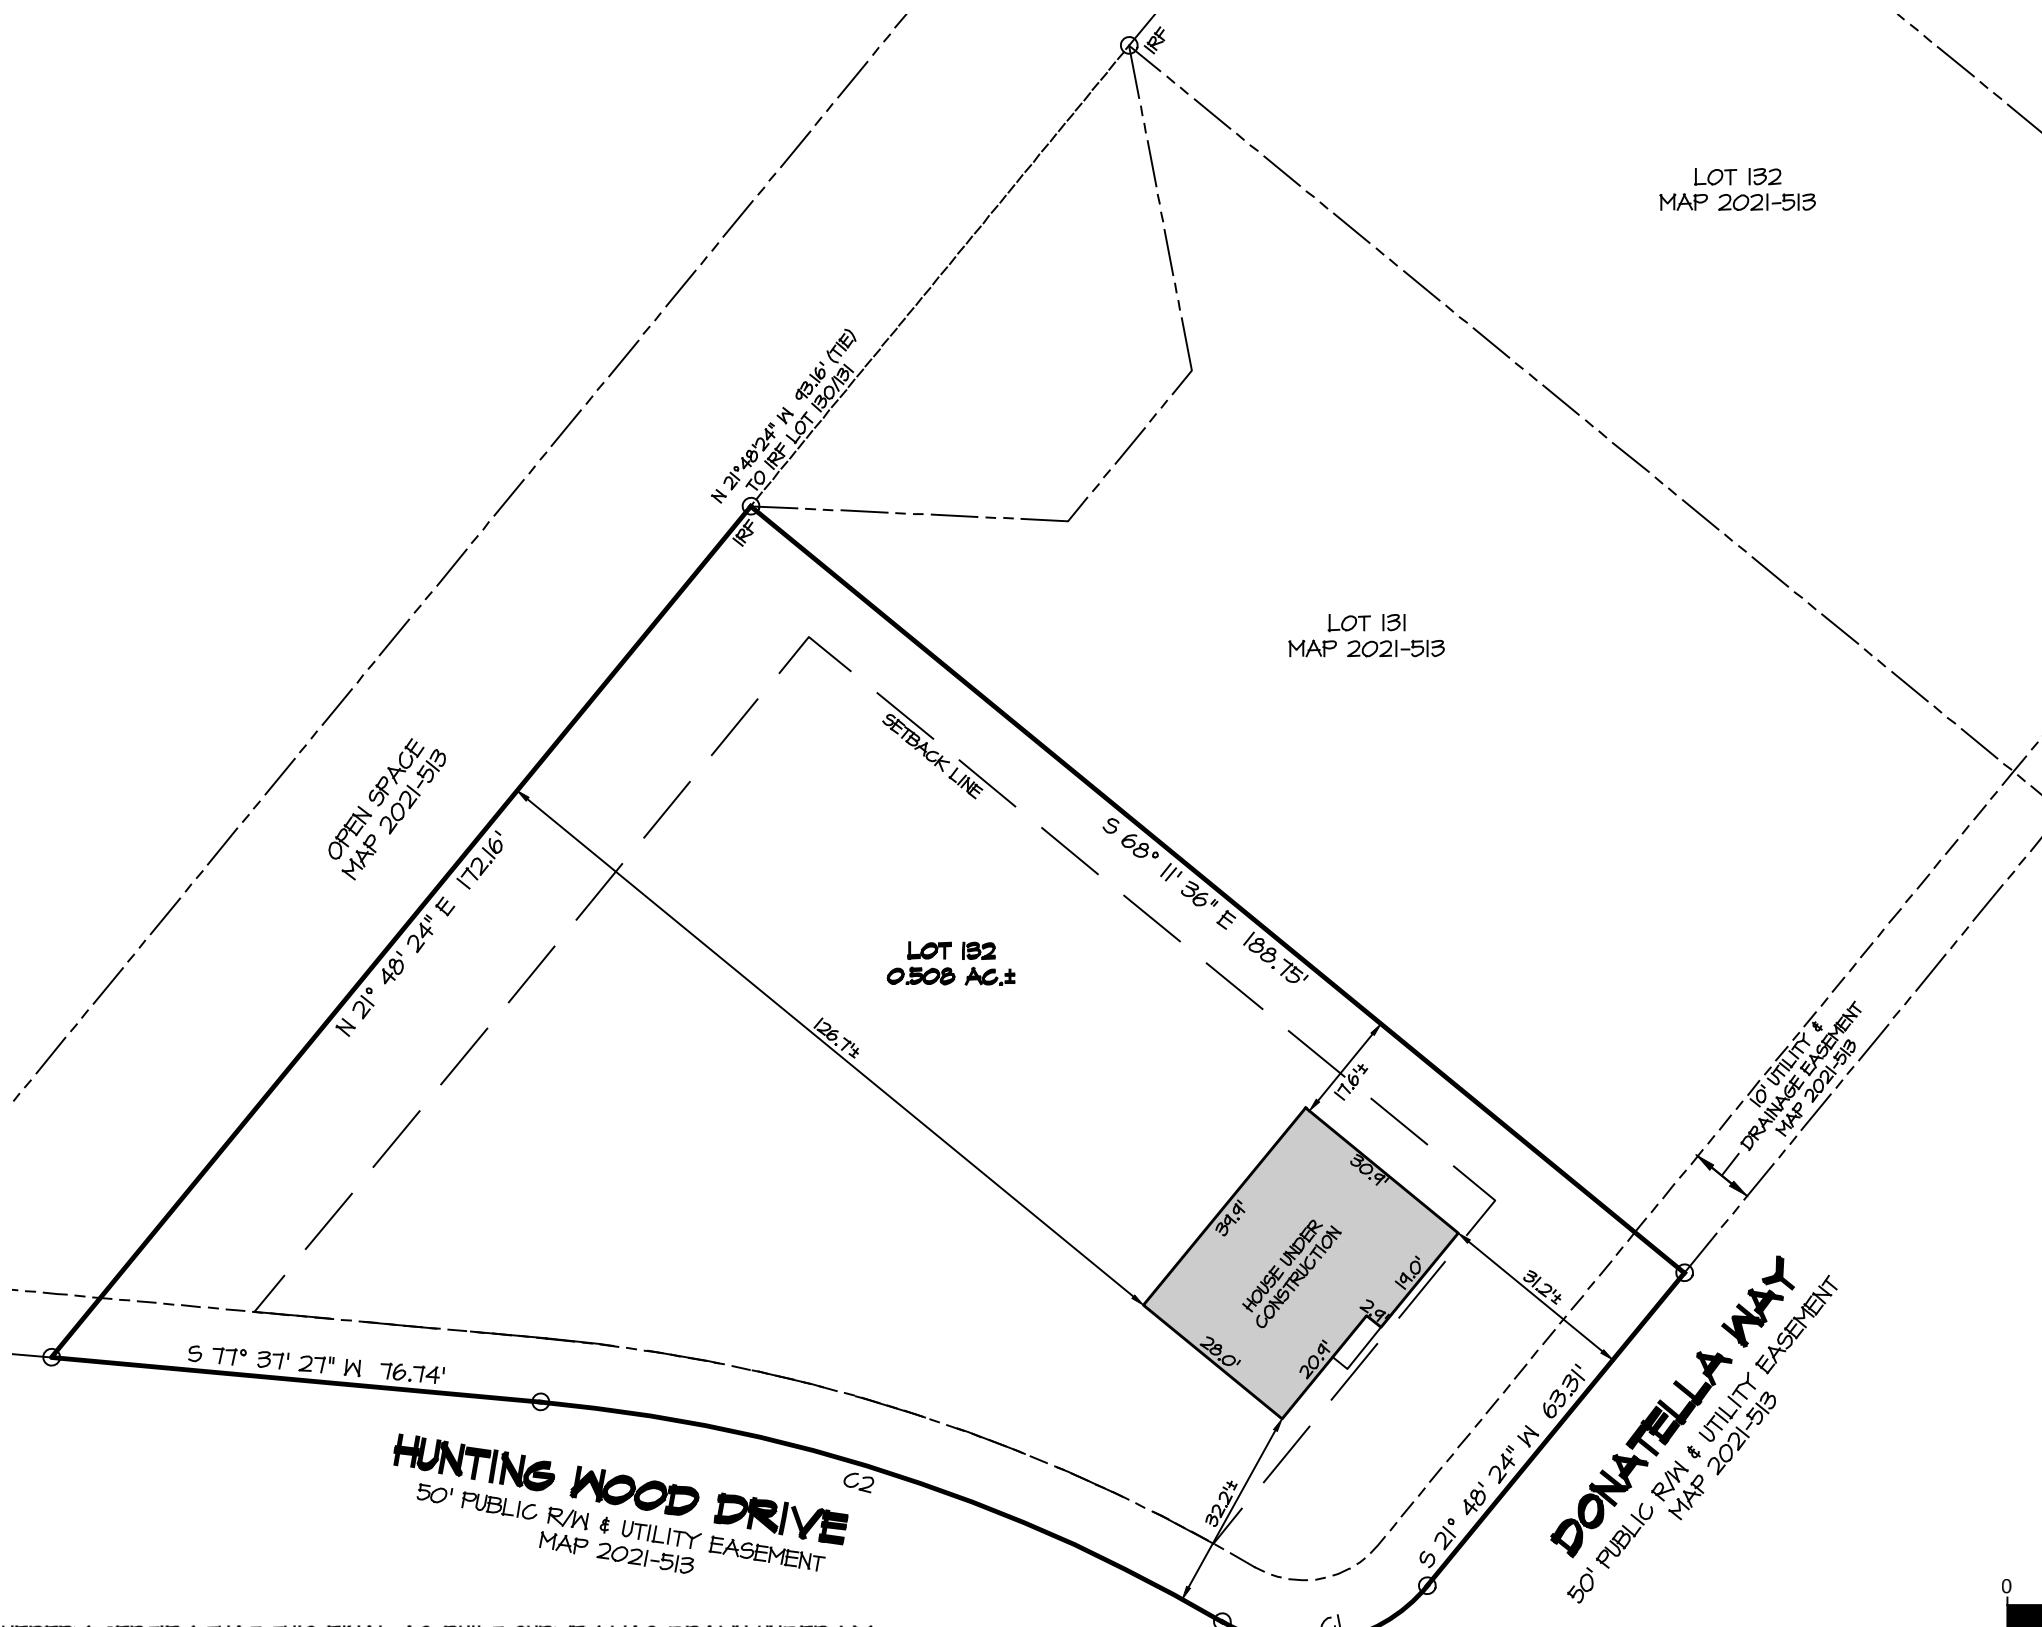 IRF
LOT 132
MAP 2021-513
N 21°48'24" W 93.16' (TIE)
TO IRF LOT 130/131
IRF
LOT 131
MAP 2021-513
SETBACK LINE
OPEN SPACE
MAP 2021-513
N 21° 48' 24" E 172.16'
S 68° 11' 36" E 188.75'
LOT 132
0.508 AC.±
126.7'±
17.6'±
10' UTILITY &
DRAINAGE EASEMENT
MAP 2021-513
30.9'
39.9'
HOUSE UNDER
CONSTRUCTION
19.0'
2.9'
20.9'
28.0'
31.2'±
32.2'±
S 77° 37' 27" W 76.74'
HUNTING WOOD DRIVE
50' PUBLIC R/W & UTILITY EASEMENT
MAP 2021-513
C2
S 21° 48' 24" W 63.31'
DONATELLA WAY
50' PUBLIC R/W & UTILITY EASEMENT
MAP 2021-513
C1
0